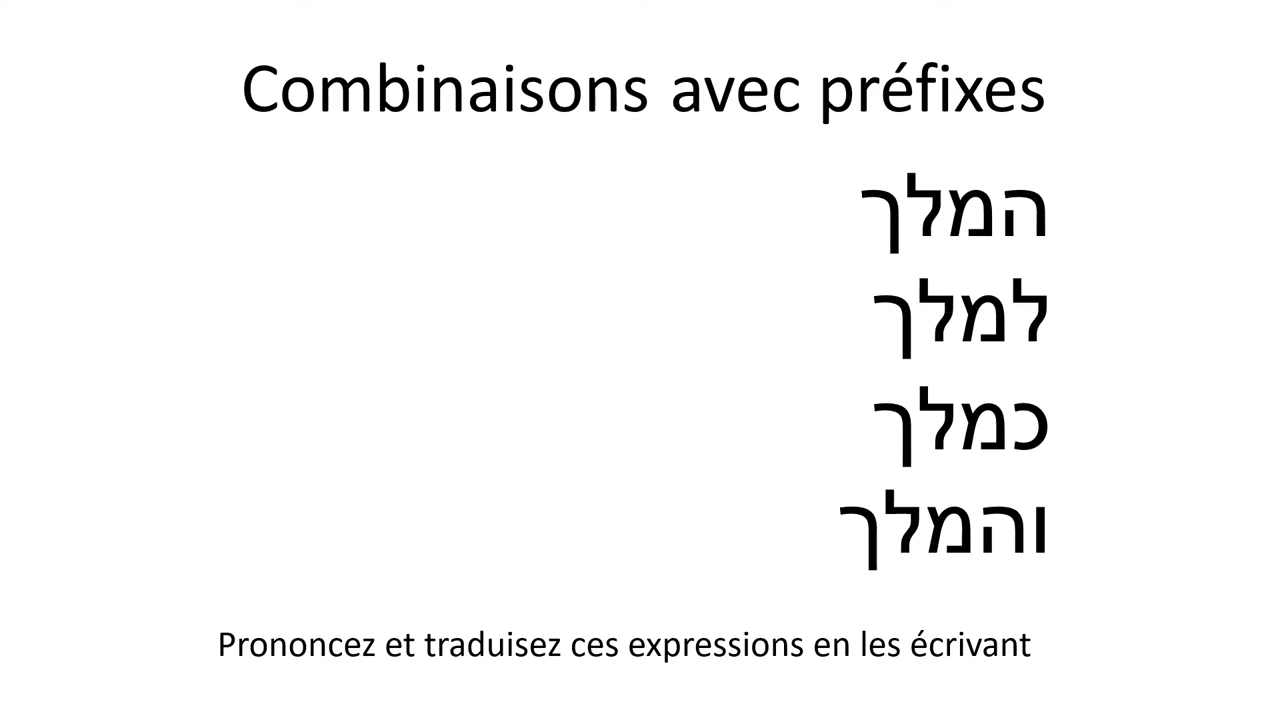 Combinaisons avec préfixes
המלך
למלך
כמלך
והמלך
Prononcez et traduisez ces expressions en les écrivant